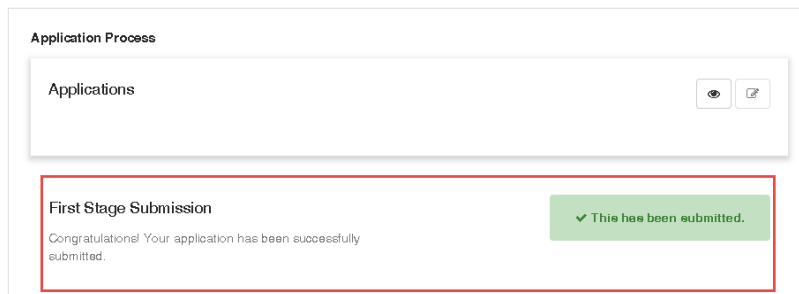 Application Process
Applications
First Stage Submission
Congratulations! Your application has been successfully
submitted.
This has been submitted.